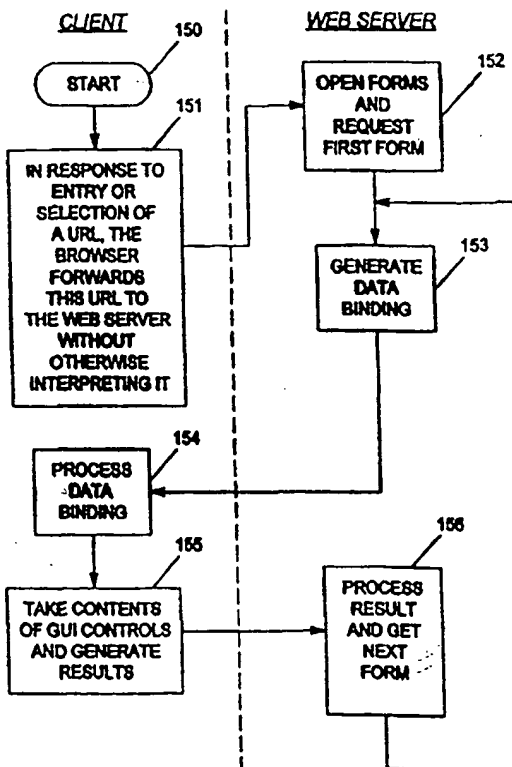 CLIENT
WEB SERVER
150
START
152
OPEN FORMS
AND
REQUEST
FIRST FORM
151
IN RESPONSE TO
ENTRY OR
SELECTION OF
A URL, THE
BROWSER
FORWARDS
THIS URL TO
THE WEB SERVER
WITHOUT
OTHERWISE
INTERPRETING IT
153
GENERATE
DATA
BINDING
154
PROCESS
DATA
BINDING
155
TAKE CONTENTS
OF GUI CONTROLS
AND GENERATE
RESULTS
156
PROCESS
RESULT
AND GET
NEXT
FORM